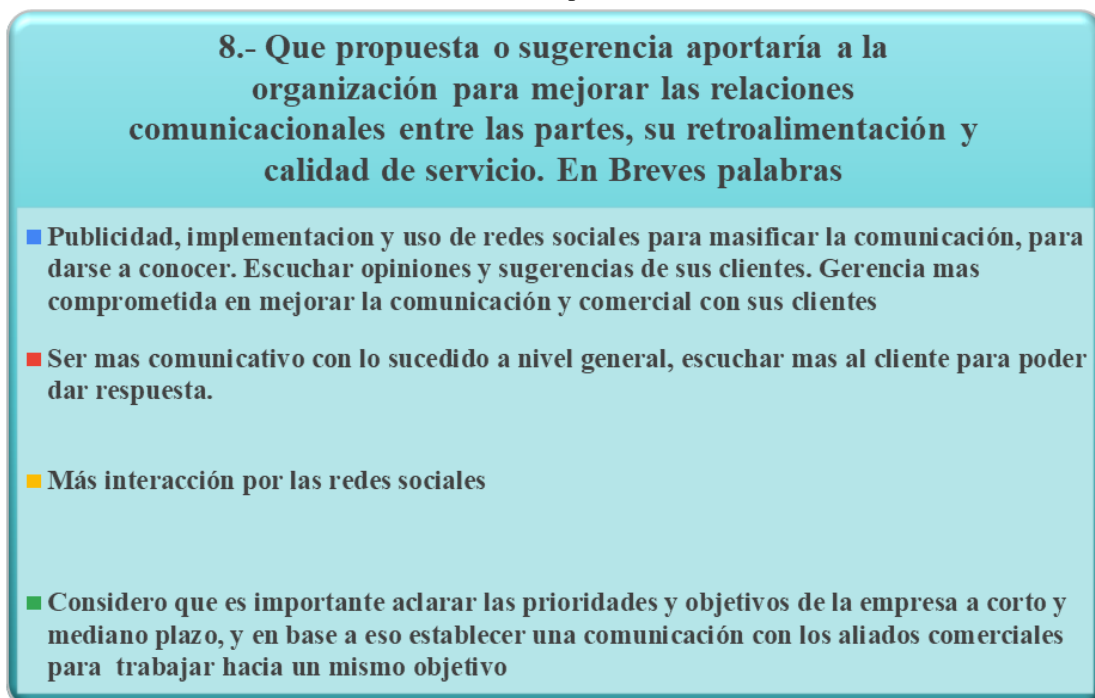 8.- Que propuesta o sugerencia aportaría a la
organización para mejorar las relaciones
comunicacionales entre las partes, su retroalimentación y
calidad de servicio. En Breves palabras
Publicidad, implementacion y uso de redes sociales para masificar la comunicación, para
darse a conocer. Escuchar opiniones y sugerencias de sus clientes. Gerencia mas
comprometida en mejorar la comunicación y comercial con sus clientes
Ser mas comunicativo con lo sucedido a nivel general, escuchar mas al cliente para poder
dar respuesta.
Más interacción por las redes sociales
Considero que es importante aclarar las prioridades y objetivos de la empresa a corto y
mediano plazo, y en base a eso establecer una comunicación con los aliados comerciales
para trabajar hacia un mismo objetivo